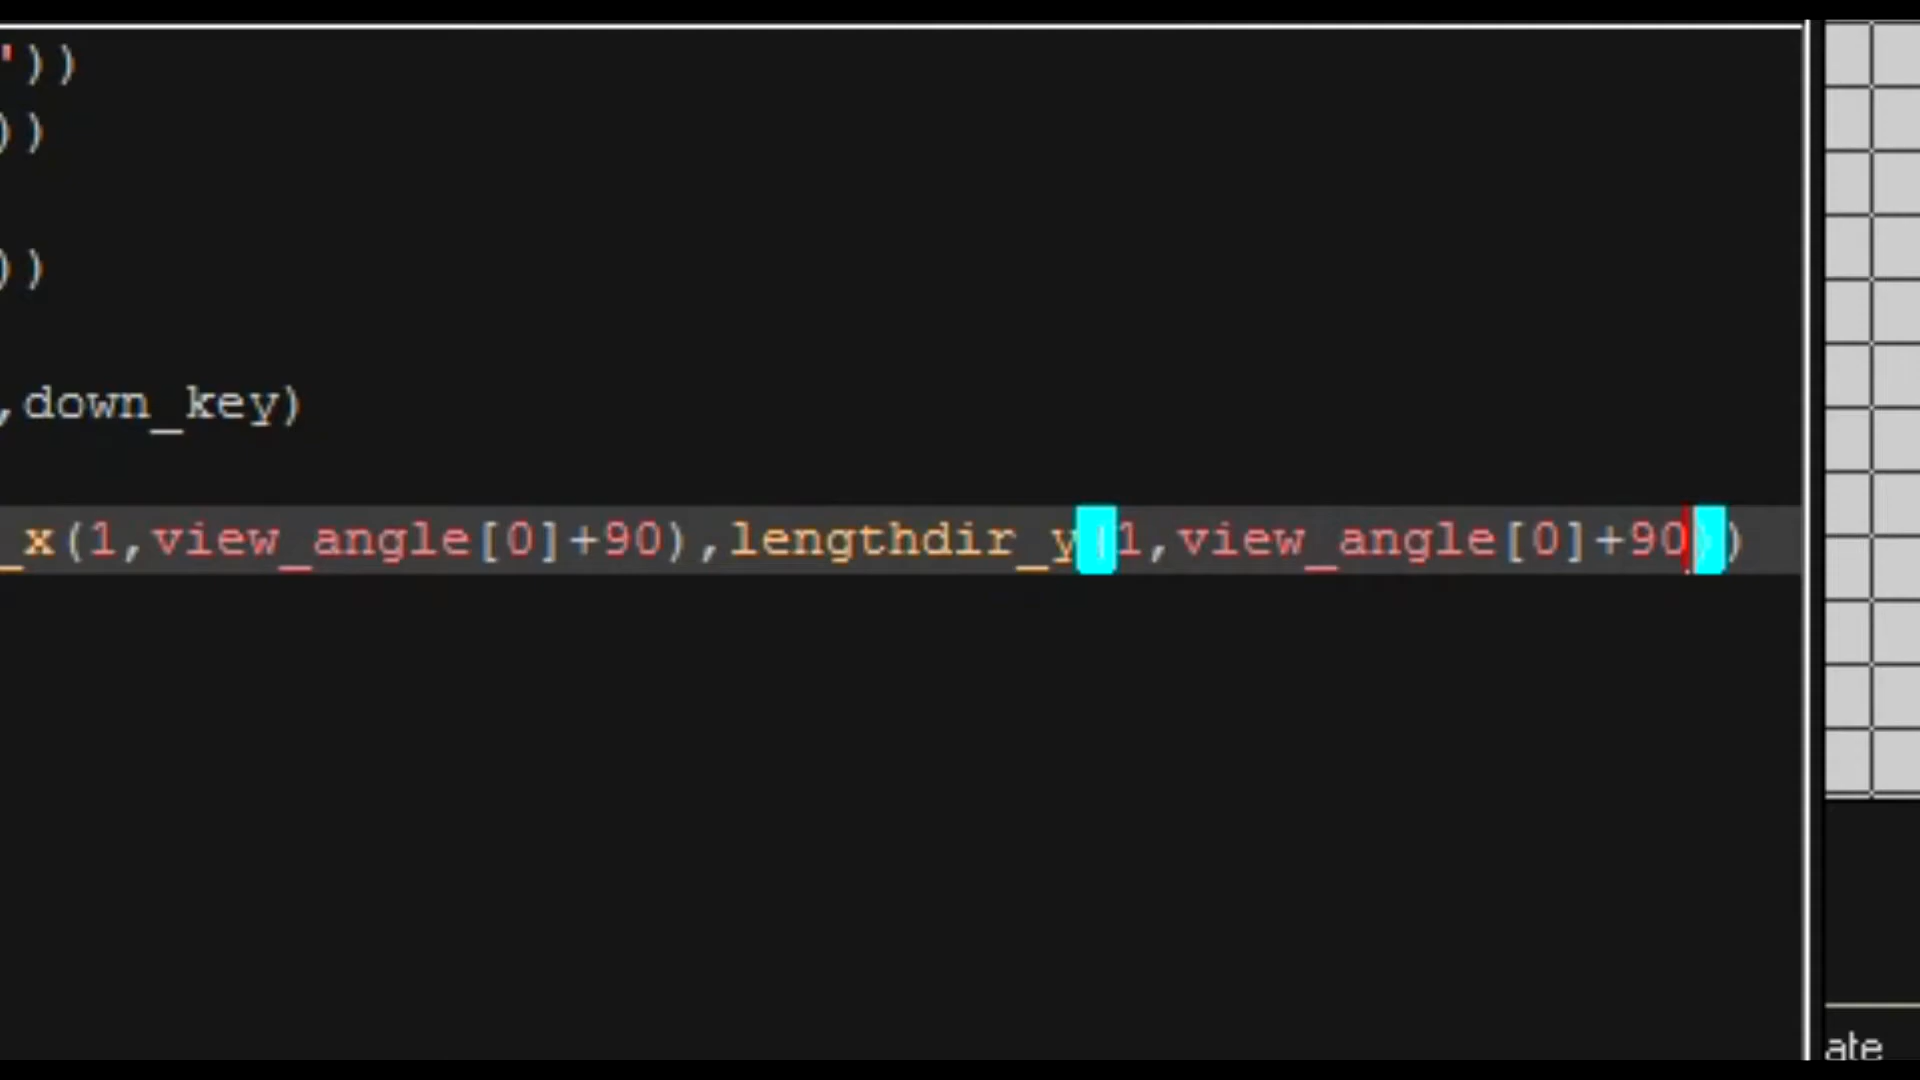 '))
))
))
,down_key)
_x(1,view_angle[0]+90),lengthdir_y(1,view_angle[0]+90))
ate